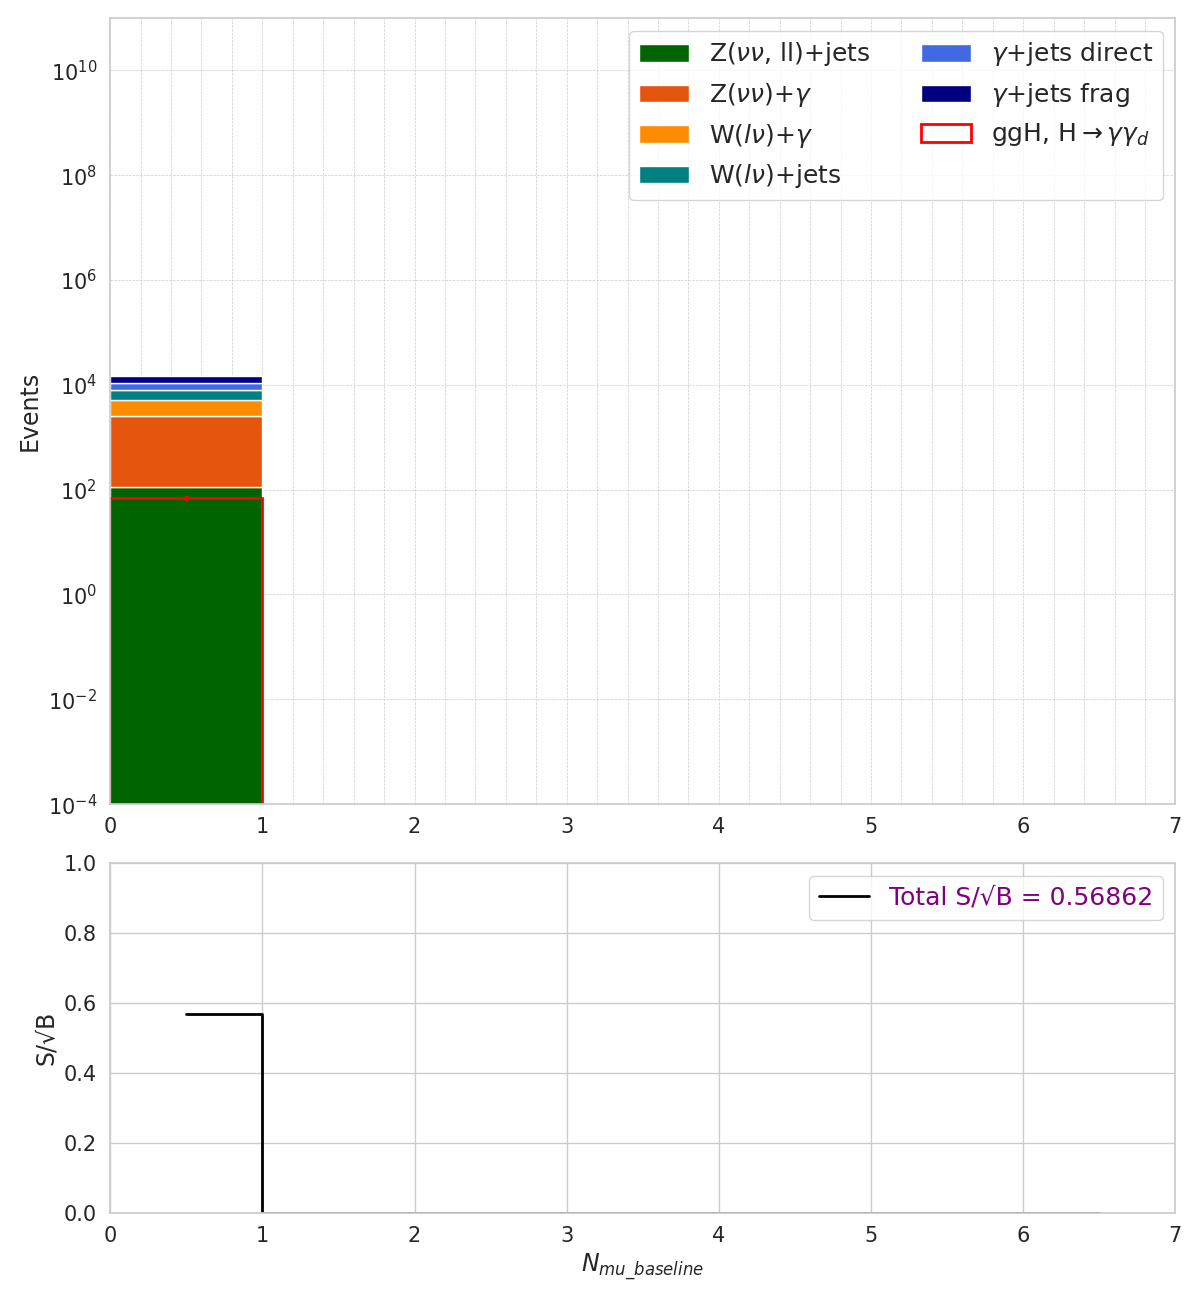 Z(νν, ll)+jets
Z(νν)+γ
W(lν)+γ
W(lν)+jets
γ+jets direct
γ+jets frag
ggH, H→γγ_d
Events
10^10
10^8
10^6
10^4
10^2
10^0
10^−2
10^−4
0 1 2 3 4 5 6 7
Total S/√B = 0.56862
S/√B
1.0
0.8
0.6
0.4
0.2
0.0
0 1 2 3 4 5 6 7
N_mu_baseline